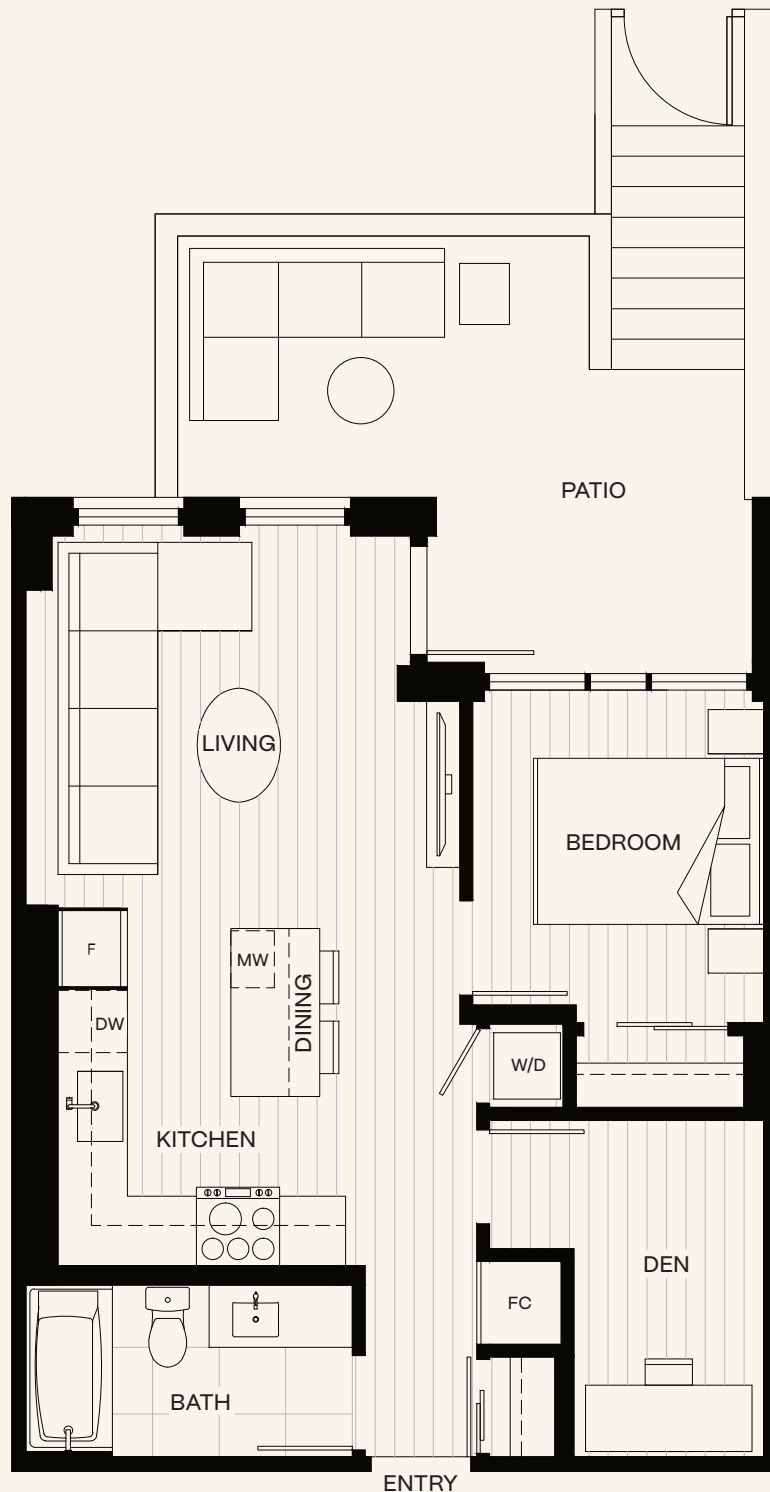 PATIO
LIVING
BEDROOM
F
MW
DINING
DW
W/D
KITCHEN
DEN
FC
BATH
ENTRY